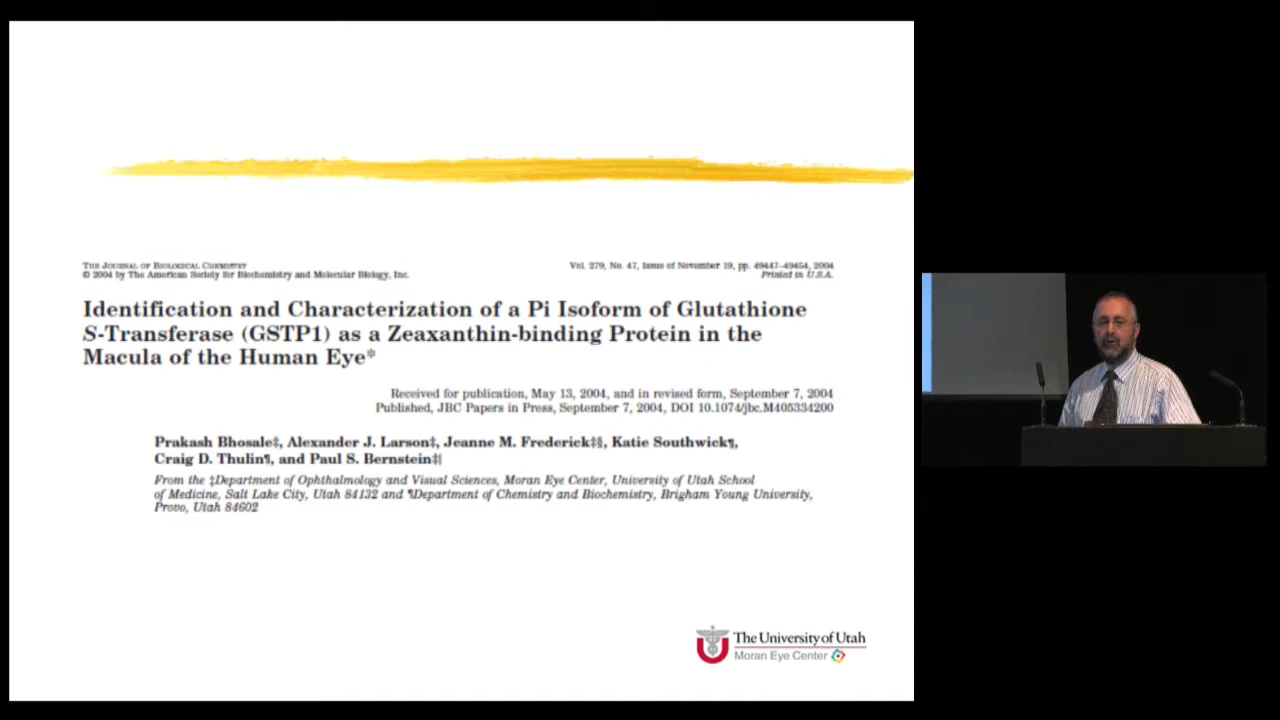 THE JOURNAL OF BIOLOGICAL CHEMISTRY
© 2004 by The American Society for Biochemistry and Molecular Biology, Inc.
Vol. 279, No. 47, Issue of November 19, pp. 49447–49454, 2004
Printed in U.S.A.
Identification and Characterization of a Pi Isoform of Glutathione
S-Transferase (GSTP1) as a Zeaxanthin-binding Protein in the
Macula of the Human Eye*
Received for publication, May 13, 2004, and in revised form, September 7, 2004
Published, JBC Papers in Press, September 7, 2004, DOI 10.1074/jbc.M405334200
Prakash Bhosale‡, Alexander J. Larson‡, Jeanne M. Frederick‡§, Katie Southwick¶,
Craig D. Thulin¶, and Paul S. Bernstein‡‖
From the ‡Department of Ophthalmology and Visual Sciences, Moran Eye Center, University of Utah School
of Medicine, Salt Lake City, Utah 84132 and ¶Department of Chemistry and Biochemistry, Brigham Young University,
Provo, Utah 84602
The University of Utah
Moran Eye Center